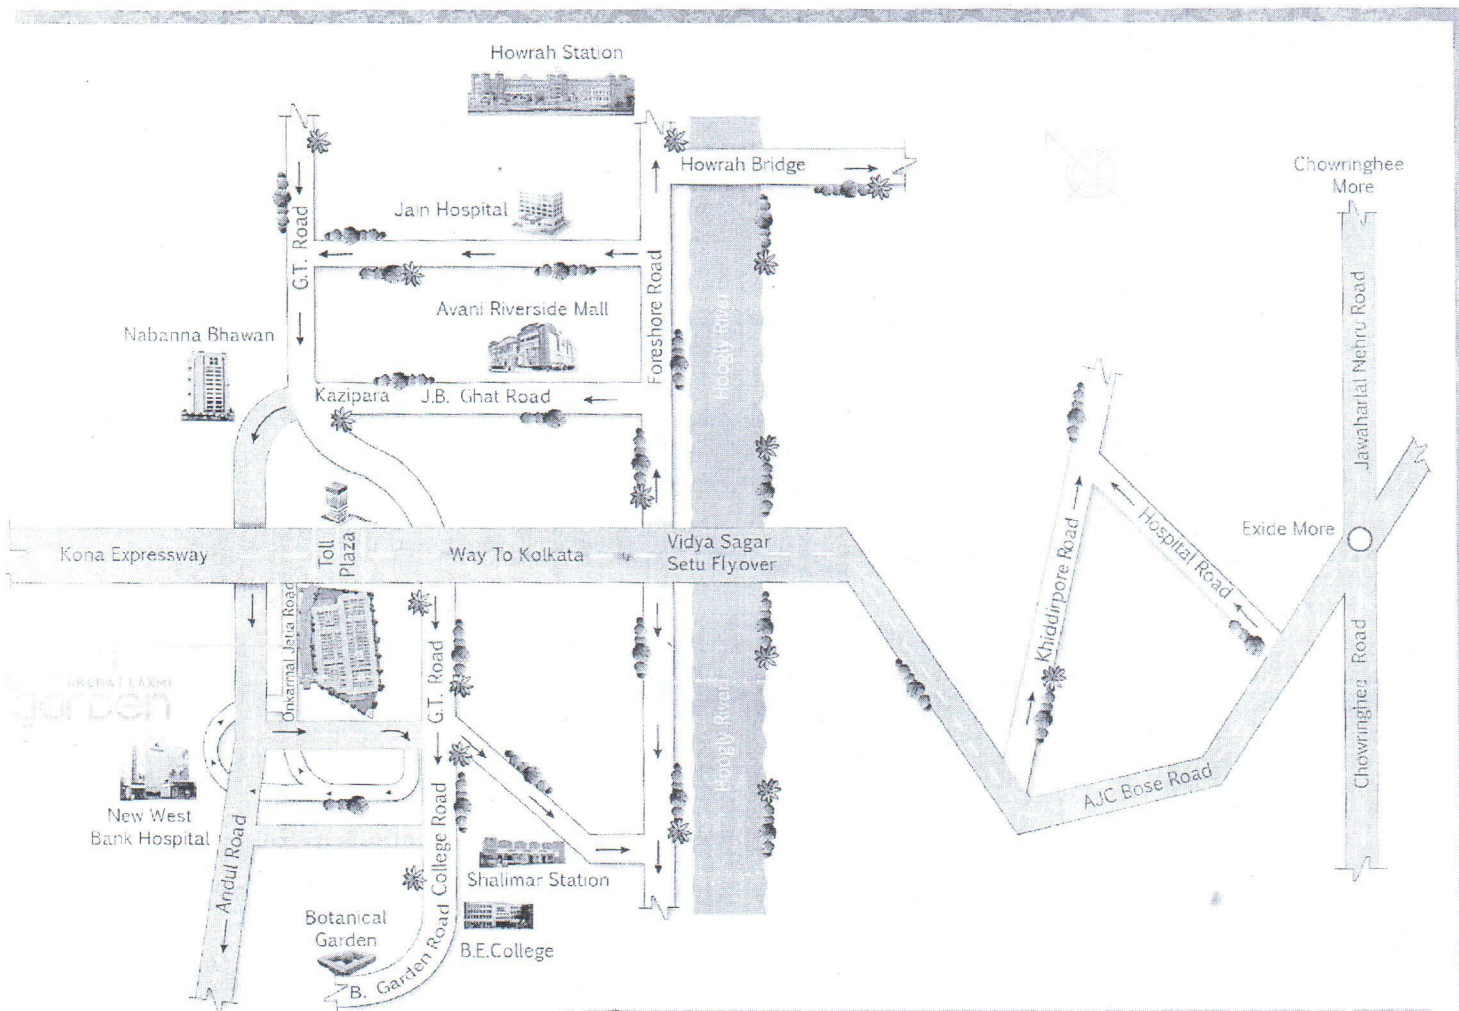 Howrah Station
N
Howrah Bridge
Chowringhee
More
Jain Hospital
G.T. Road
Foreshore Road
Avani Riverside Mall
Hoogly River
Jawaharlal Nehru Road
Nabanna Bhawan
Kazipara
J.B. Ghat Road
Exide More
Hospital Road
Khiddirpore Road
Kona Expressway
Toll
Plaza
Way To Kolkata
Vidya Sagar
Setu Flyover
Onkarmal Jatia Road
G.T. Road
Hoogly River
Chowringhee Road
AKSHAT LAXMI
garden
AJC Bose Road
New West
Bank Hospital
Andul Road
College Road
Shalimar Station
Botanical
Garden
B. Garden Road
B.E.College